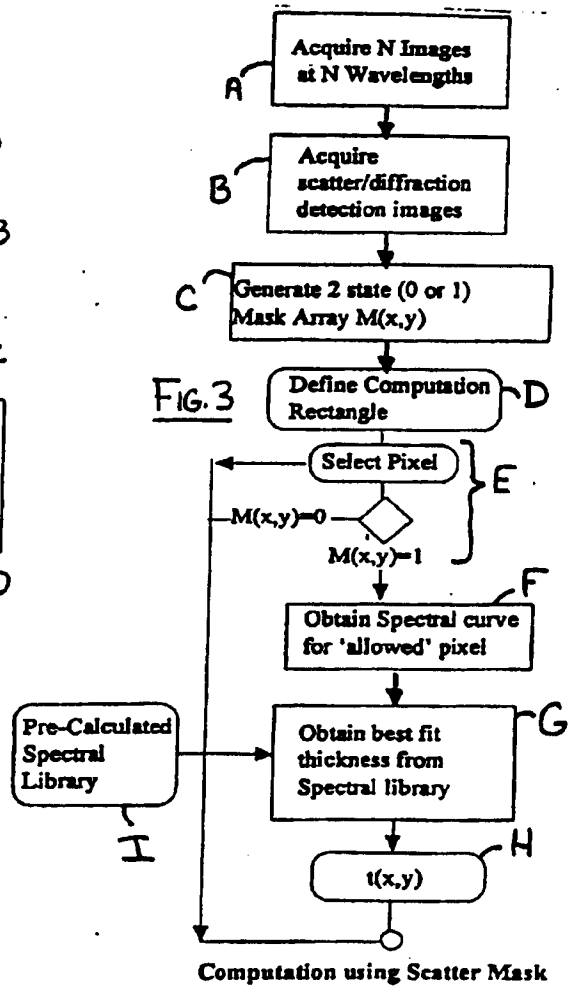 Acquire N Images
at N Wavelengths
A
Acquire
scatter/diffraction
detection images
B
Generate 2 state (0 or 1)
Mask Array M(x,y)
C
FIG. 3
Define Computation
Rectangle
D
Select Pixel
E
M(x,y)=0
M(x,y)=1
F
Obtain Spectral curve
for 'allowed' pixel
G
Pre-Calculated
Spectral
Library
I
Obtain best fit
thickness from
Spectral library
H
t(x,y)
Computation using Scatter Mask